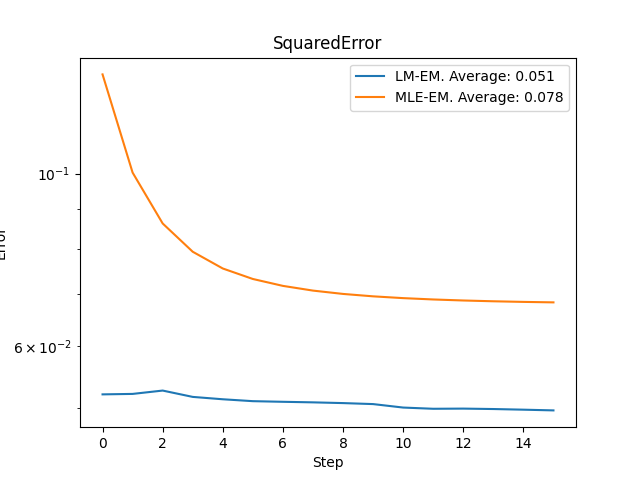 SquaredError
LM-EM. Average: 0.051
MLE-EM. Average: 0.078
10⁻¹
6 × 10⁻²
Error
0 2 4 6 8 10 12 14
Step